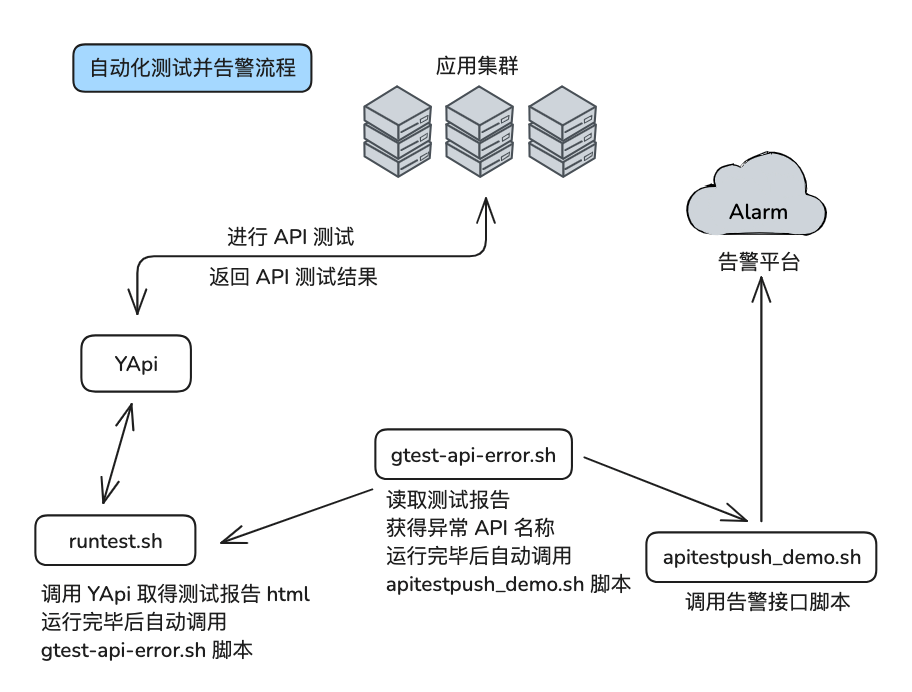 自动化测试并告警流程
应用集群
Alarm
告警平台
进行 API 测试
返回 API 测试结果
YApi
gtest-api-error.sh
读取测试报告
获得异常 API 名称
运行完毕后自动调用
apitestpush_demo.sh 脚本
runtest.sh
调用 YApi 取得测试报告 html
运行完毕后自动调用
gtest-api-error.sh 脚本
apitestpush_demo.sh
调用告警接口脚本